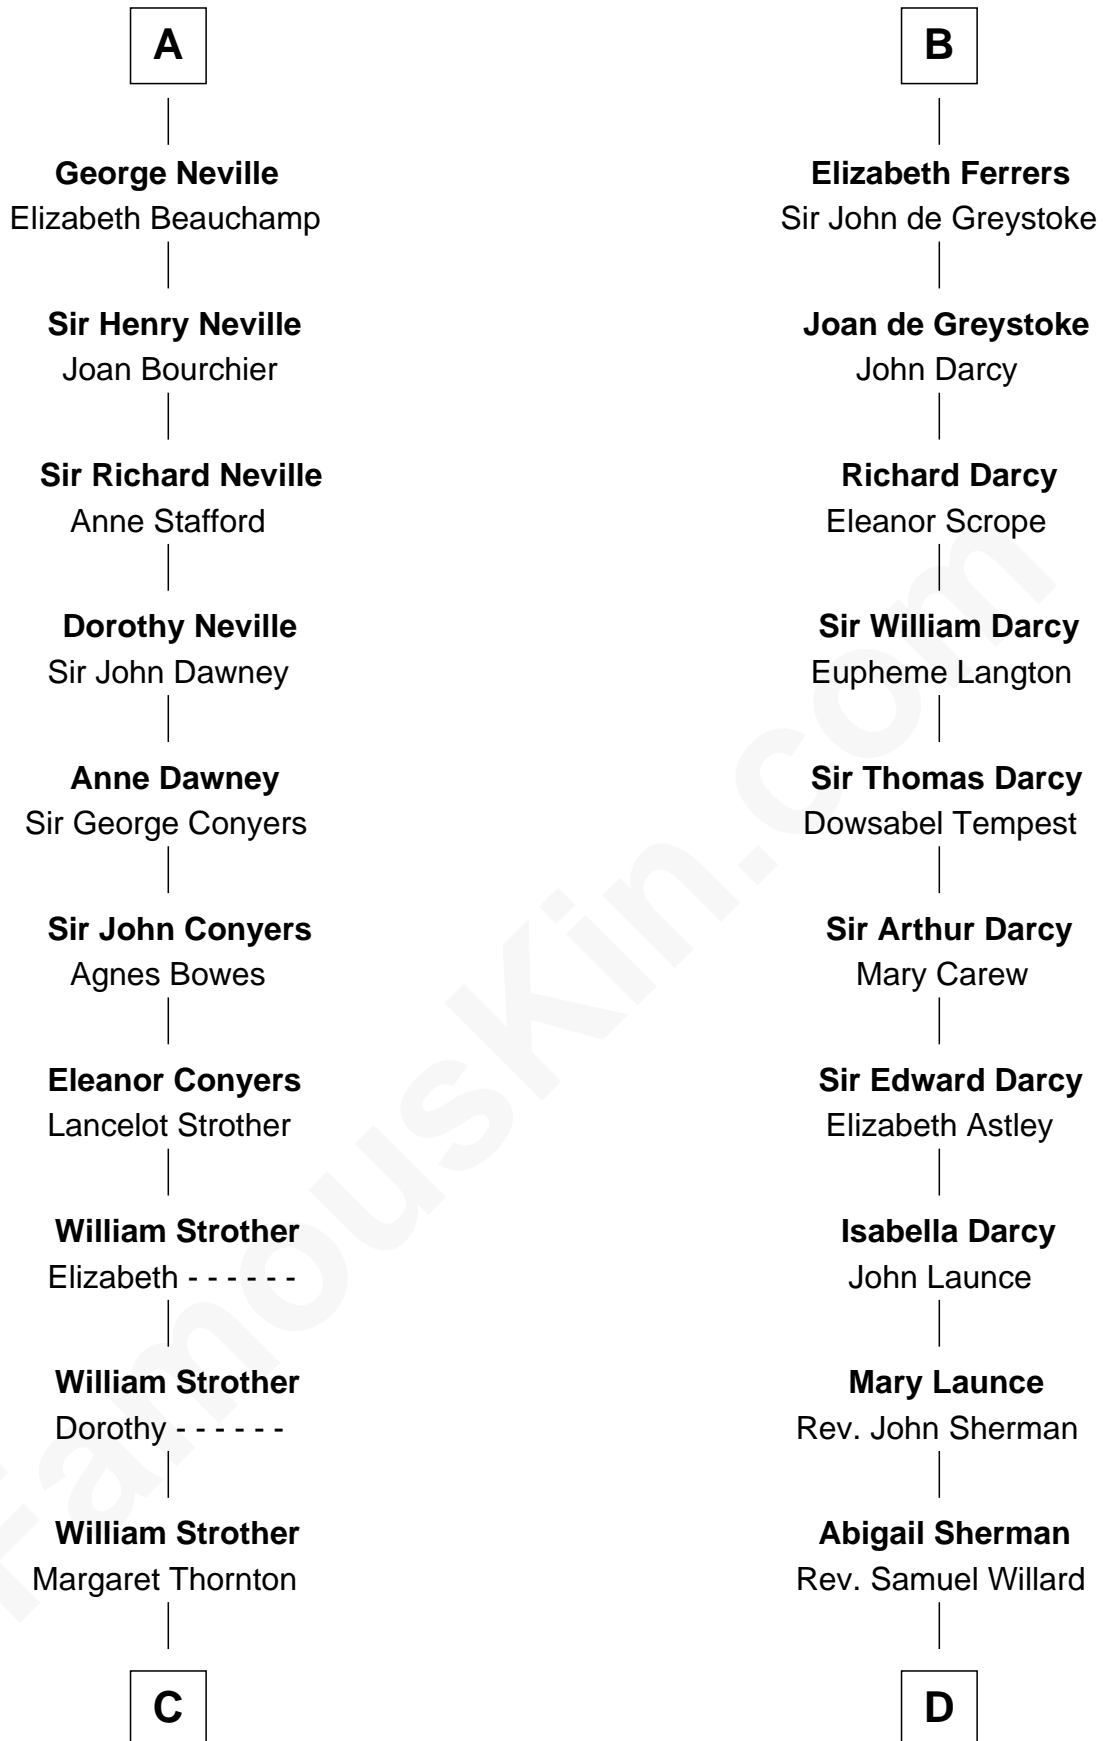 A
George Neville
Elizabeth Beauchamp
Sir Henry Neville
Joan Bourchier
Sir Richard Neville
Anne Stafford
Dorothy Neville
Sir John Dawney
Anne Dawney
Sir George Conyers
Sir John Conyers
Agnes Bowes
Eleanor Conyers
Lancelot Strother
William Strother
Elizabeth - - - - - -
William Strother
Dorothy - - - - - -
William Strother
Margaret Thornton
C
B
Elizabeth Ferrers
Sir John de Greystoke
Joan de Greystoke
John Darcy
Richard Darcy
Eleanor Scrope
Sir William Darcy
Eupheme Langton
Sir Thomas Darcy
Dowsabel Tempest
Sir Arthur Darcy
Mary Carew
Sir Edward Darcy
Elizabeth Astley
Isabella Darcy
John Launce
Mary Launce
Rev. John Sherman
Abigail Sherman
Rev. Samuel Willard
D
FamousKin.com